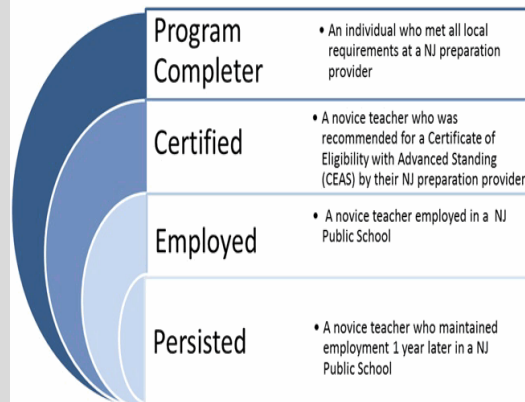 Program
Completer
• An individual who met all local
requirements at a NJ preparation
provider
Certified
• A novice teacher who was
recommended for a Certificate of
Eligibility with Advanced Standing
(CEAS) by their NJ preparation provider
Employed
• A novice teacher employed in a NJ
Public School
Persisted
• A novice teacher who maintained
employment 1 year later in a NJ
Public School